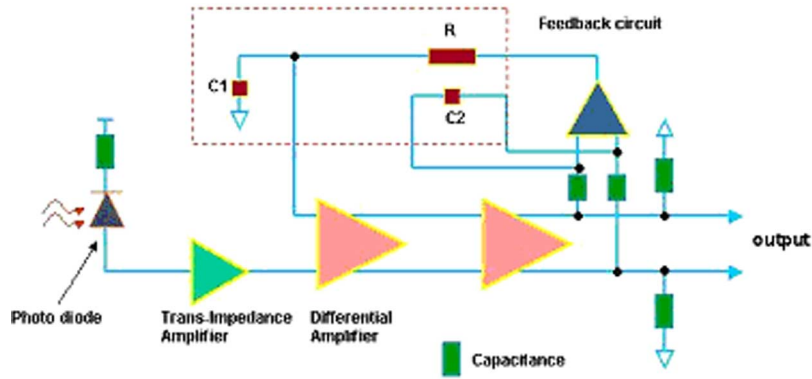 R
Feedback circuit
C1
C2
output
Photo diode
Trans-Impedance
Amplifier
Differential
Amplifier
Capacitance